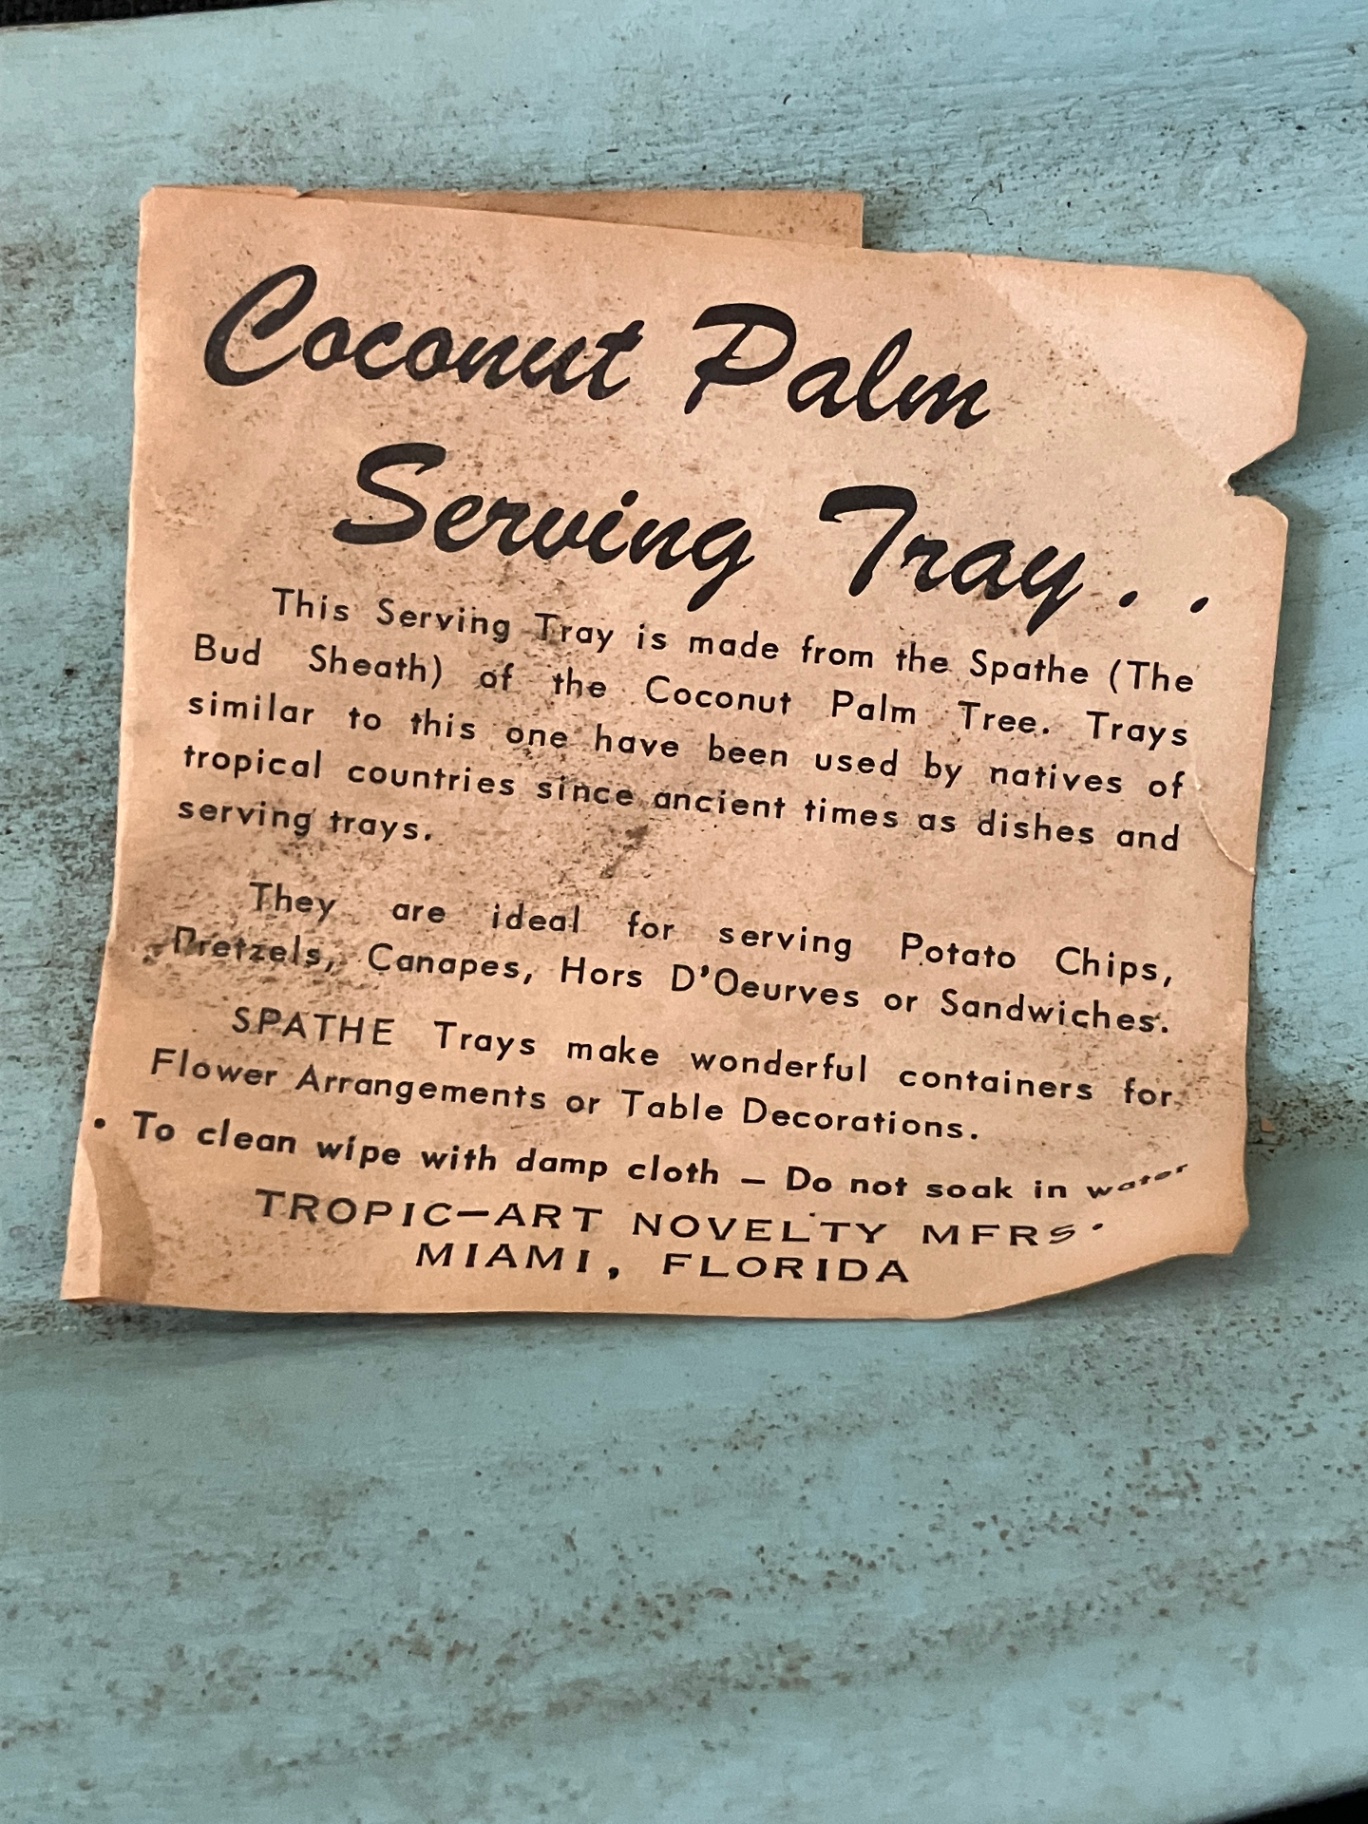 Coconut Palm
Serving Tray . .
This Serving Tray is made from the Spathe (The
Bud Sheath) of the Coconut Palm Tree. Trays
similar to this one have been used by natives of
tropical countries since ancient times as dishes and
serving trays.
They are ideal for serving Potato Chips,
Pretzels, Canapes, Hors D'Oeurves or Sandwiches.
SPATHE Trays make wonderful containers for
Flower Arrangements or Table Decorations.
• To clean wipe with damp cloth — Do not soak in water
TROPIC—ART NOVELTY MFRS.
MIAMI, FLORIDA